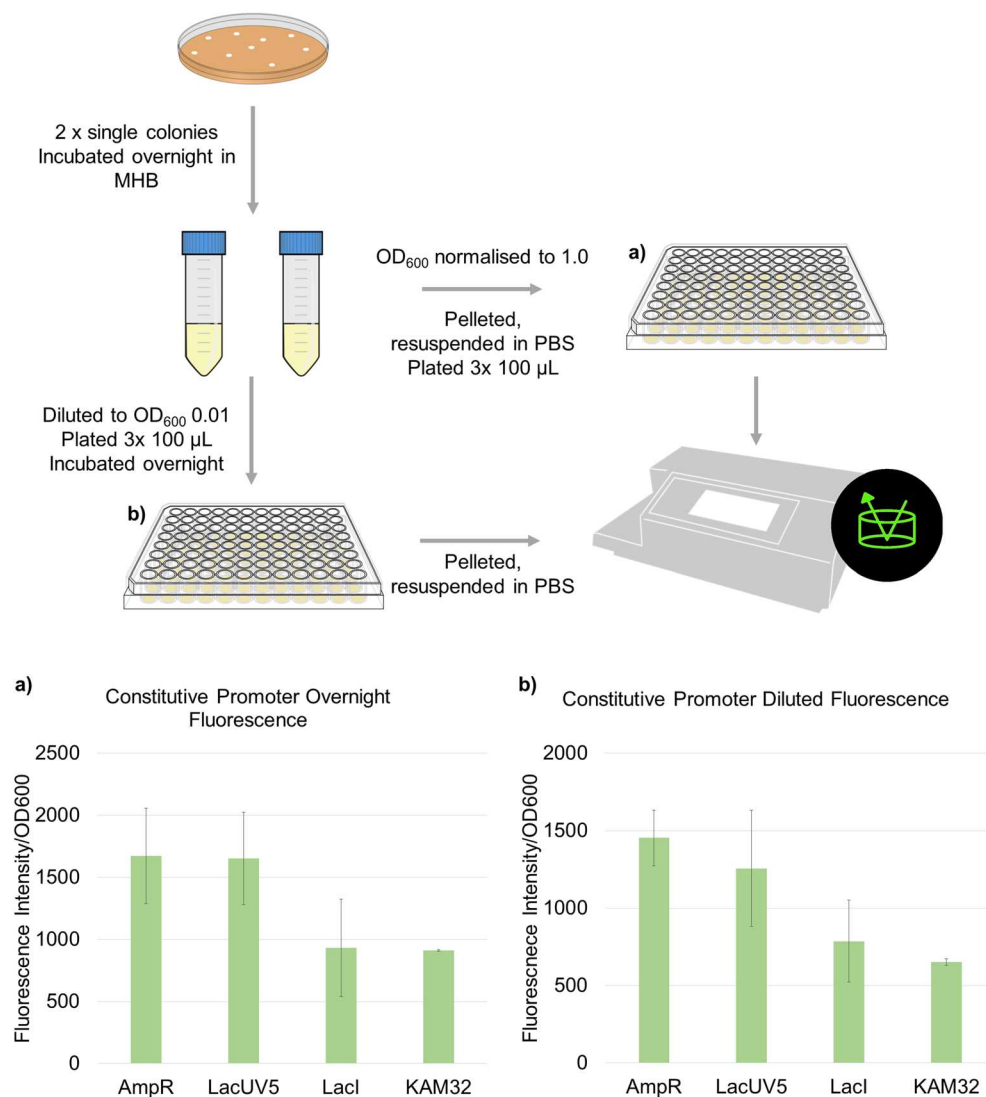 2 x single colonies
Incubated overnight in
MHB
OD600 normalised to 1.0
Pelleted,
resuspended in PBS
Plated 3x 100 µL
a)
Diluted to OD600 0.01
Plated 3x 100 µL
Incubated overnight
b)
Pelleted,
resuspended in PBS
a)
Constitutive Promoter Overnight
Fluorescence
Fluorescence Intensity/OD600
2500
2000
1500
1000
500
0
AmpR LacUV5 LacI KAM32
b)
Constitutive Promoter Diluted Fluorescence
Fluorescnece Intensity/OD600
2000
1500
1000
500
0
AmpR LacUV5 LacI KAM32